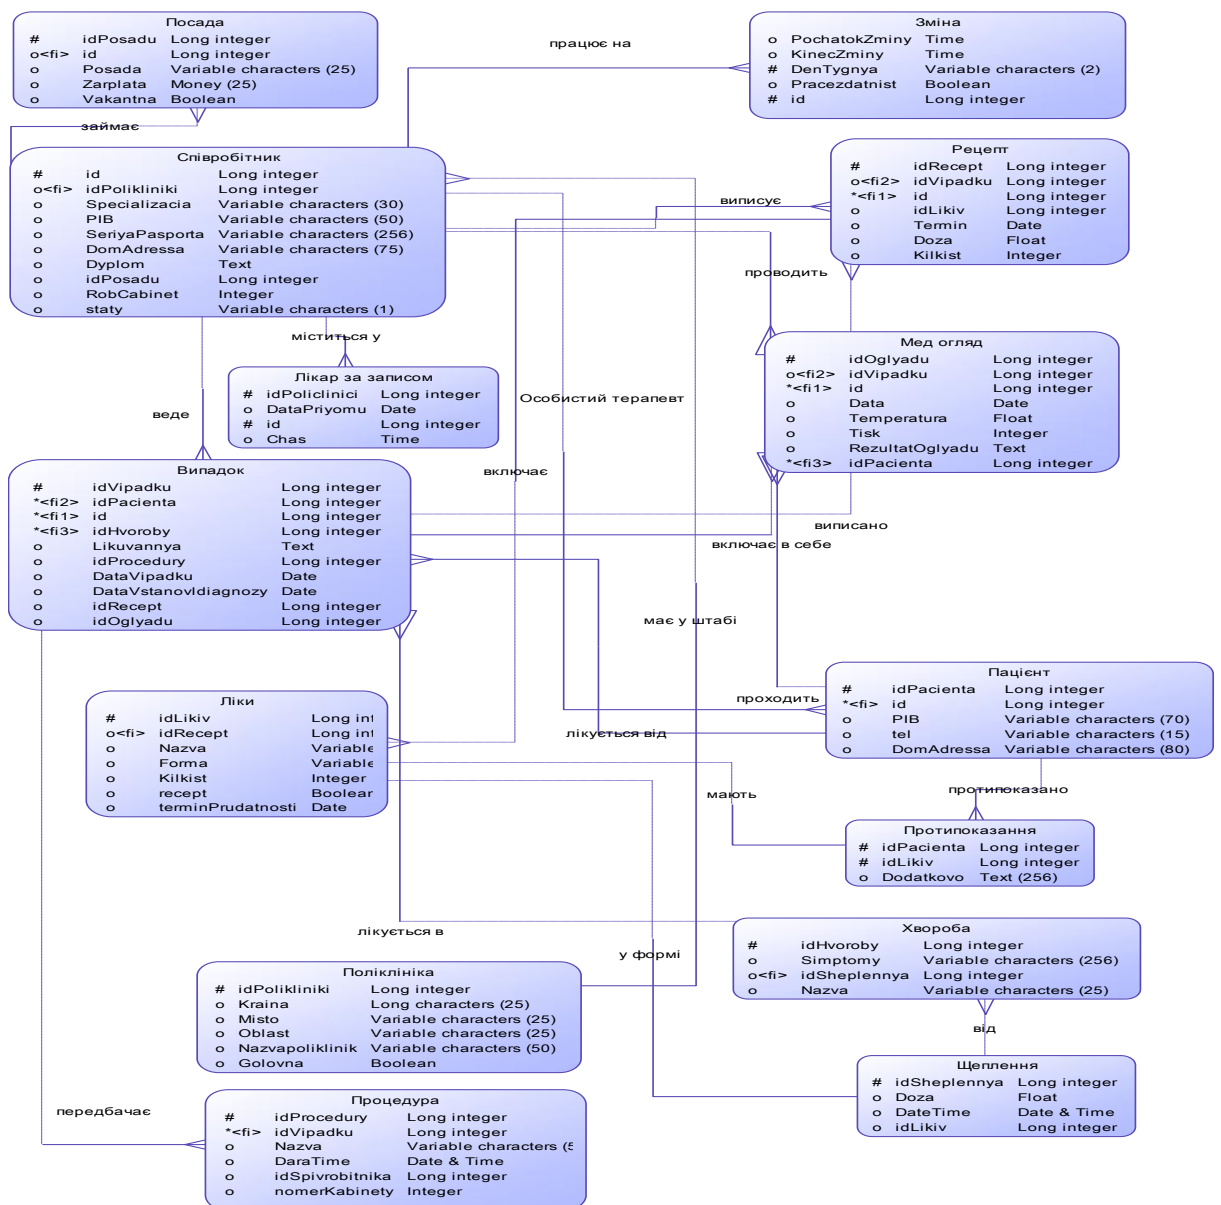 Посада
# idPosadu Long integer
o<fi> id Long integer
o Posada Variable characters (25)
o Zarplata Money (25)
o Vakantna Boolean
Зміна
o PochatokZminy Time
o KinecZminy Time
# DenTygnya Variable characters (2)
o Pracezdatnist Boolean
# id Long integer
працює на
займає
Співробітник
# id Long integer
o<fi> idPolikliniki Long integer
o Specializacia Variable characters (30)
o PIB Variable characters (50)
o SeriyaPasporta Variable characters (256)
o DomAdressa Variable characters (75)
o Dyplom Text
o idPosadu Long integer
o RobCabinet Integer
o staty Variable characters (1)
Рецепт
# idRecept Long integer
o<fi2> idVipadku Long integer
*<fi1> id Long integer
o idLikiv Long integer
o Termin Date
o Doza Float
o Kilkist Integer
виписує
проводить
міститься у
Мед огляд
# idOglyadu Long integer
o<fi2> idVipadku Long integer
*<fi1> id Long integer
o Data Date
o Temperatura Float
o Tisk Integer
o RezultatOglyadu Text
*<fi3> idPacienta Long integer
Лікар за записом
# idPoliclinici Long integer
o DataPriyomu Date
# id Long integer
o Chas Time
Особистий терапевт
веде
включає
Випадок
# idVipadku Long integer
*<fi2> idPacienta Long integer
*<fi1> id Long integer
*<fi3> idHvoroby Long integer
o Likuvannya Text
o idProcedury Long integer
o DataVipadku Date
o DataVstanovldiagnozy Date
o idRecept Long integer
o idOglyadu Long integer
виписано
включає в себе
має у штабі
Пацієнт
# idPacienta Long integer
*<fi> id Long integer
o PIB Variable characters (70)
o tel Variable characters (15)
o DomAdressa Variable characters (80)
проходить
лікується від
Ліки
# idLikiv Long int
o<fi> idRecept Long int
o Nazva Variable
o Forma Variable
o Kilkist Integer
o recept Boolear
o terminPrudatnosti Date
мають
протипоказано
Протипоказання
# idPacienta Long integer
# idLikiv Long integer
o Dodatkovo Text (256)
лікується в
у формі
Хвороба
# idHvoroby Long integer
o Simptomy Variable characters (256)
o<fi> idSheplennya Long integer
o Nazva Variable characters (25)
Поліклініка
# idPolikliniki Long integer
o Kraina Long characters (25)
o Misto Variable characters (25)
o Oblast Variable characters (25)
o Nazvapoliklinik Variable characters (50)
o Golovna Boolean
від
Щеплення
# idSheplennya Long integer
o Doza Float
o DateTime Date & Time
o idLikiv Long integer
передбачає
Процедура
# idProcedury Long integer
*<fi> idVipadku Long integer
o Nazva Variable characters (5
o DaraTime Date & Time
o idSpivrobitnika Long integer
o nomerKabinety Integer